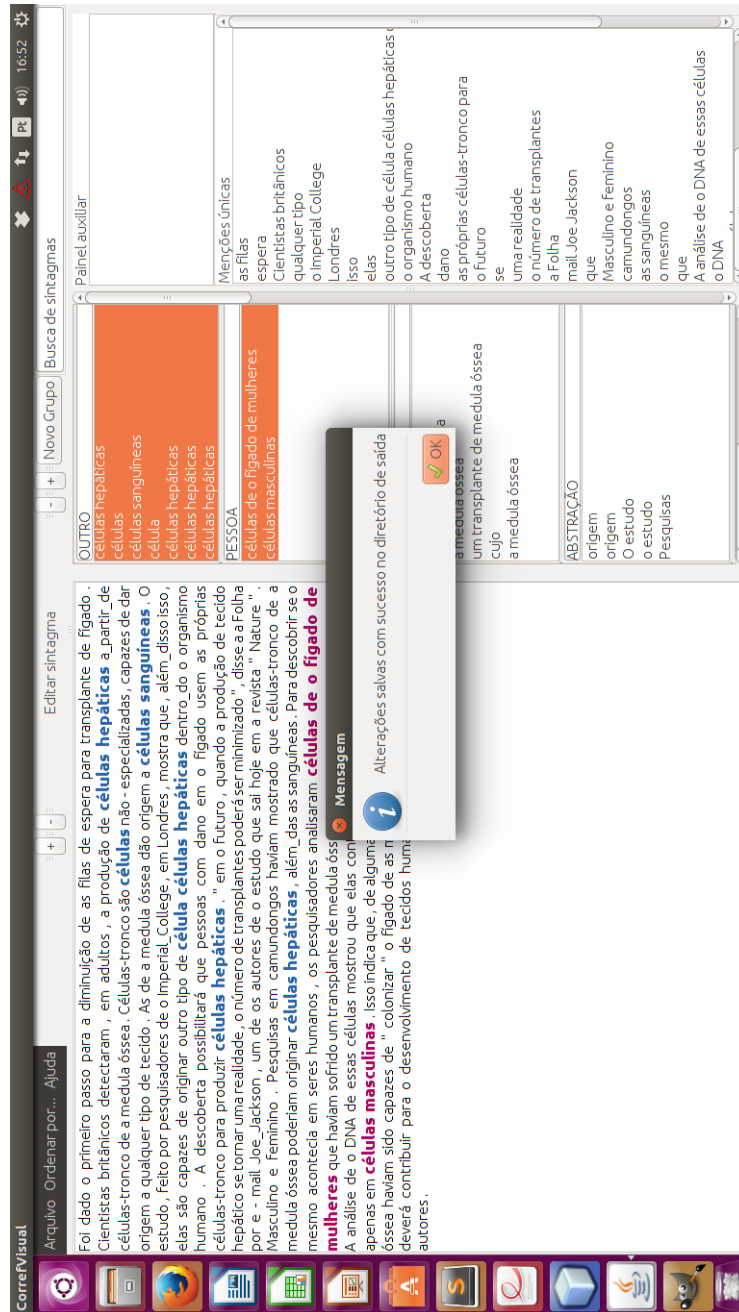 CorrefVisual
Pt
16:52
Arquivo Ordenar por... Ajuda
+ - Editar sintagma - + Novo Grupo Busca de sintagmas
Foi dado o primeiro passo para a diminuição de as filas de espera para transplante de fígado .
Cientistas britânicos detectaram , em adultos , a produção de células hepáticas a_partir_de
células-tronco de a medula óssea . Células-tronco são células não - especializadas , capazes de dar
origem a qualquer tipo de tecido . As de a medula óssea dão origem a células sanguíneas . O
estudo , feito por pesquisadores de o Imperial_College , em Londres , mostra que , além_disso isso ,
elas são capazes de originar outro tipo de célula células hepáticas dentro_do o organismo
humano . A descoberta possibilitará que pessoas com dano em o fígado usem as próprias
células-tronco para produzir células hepáticas . " em o futuro , quando a produção de tecido
hepático se tornar uma realidade , o número de transplantes poderá ser minimizado " , disse a a Folha
por e - mail Joe_Jackson , um de os autores de o estudo que sai hoje em a revista " Nature " .
Masculino e feminino . Pesquisas em camundongos haviam mostrado que células-tronco de a
medula óssea poderiam originar células hepáticas , além_das as sanguíneas . Para descobrir se o
mesmo acontecia em seres humanos , os pesquisadores analisaram células de o fígado de
mulheres que haviam sofrido um transplante de medula óss
A análise de o DNA de essas células mostrou que elas con
apenas em células masculinas . Isso indica que , de alguma
óssea haviam sido capazes de " colonizar " o fígado de as m
deverá contribuir para o desenvolvimento de tecidos huma
autores .
OUTRO
células hepáticas
células
células sanguíneas
célula
células hepáticas
células hepáticas
células hepáticas
PESSOA
células de o fígado de mulheres
células masculinas
a
a medula óssea
um transplante de medula óssea
cujo
a medula óssea
ABSTRAÇÃO
origem
origem
O estudo
o estudo
Pesquisas
Painel auxiliar
Menções únicas
as filas
espera
Cientistas britânicos
qualquer tipo
o Imperial College
Londres
isso
elas
outro tipo de célula células hepáticas
o organismo humano
A descoberta
dano
as próprias células-tronco para
o futuro
se
uma realidade
o número de transplantes
a Folha
mail Joe Jackson
que
Masculino e feminino
camundongos
as sanguíneas
o mesmo
que
A análise de o DNA de essas células
o DNA
Mensagem
Alterações salvas com sucesso no diretório de saída
OK